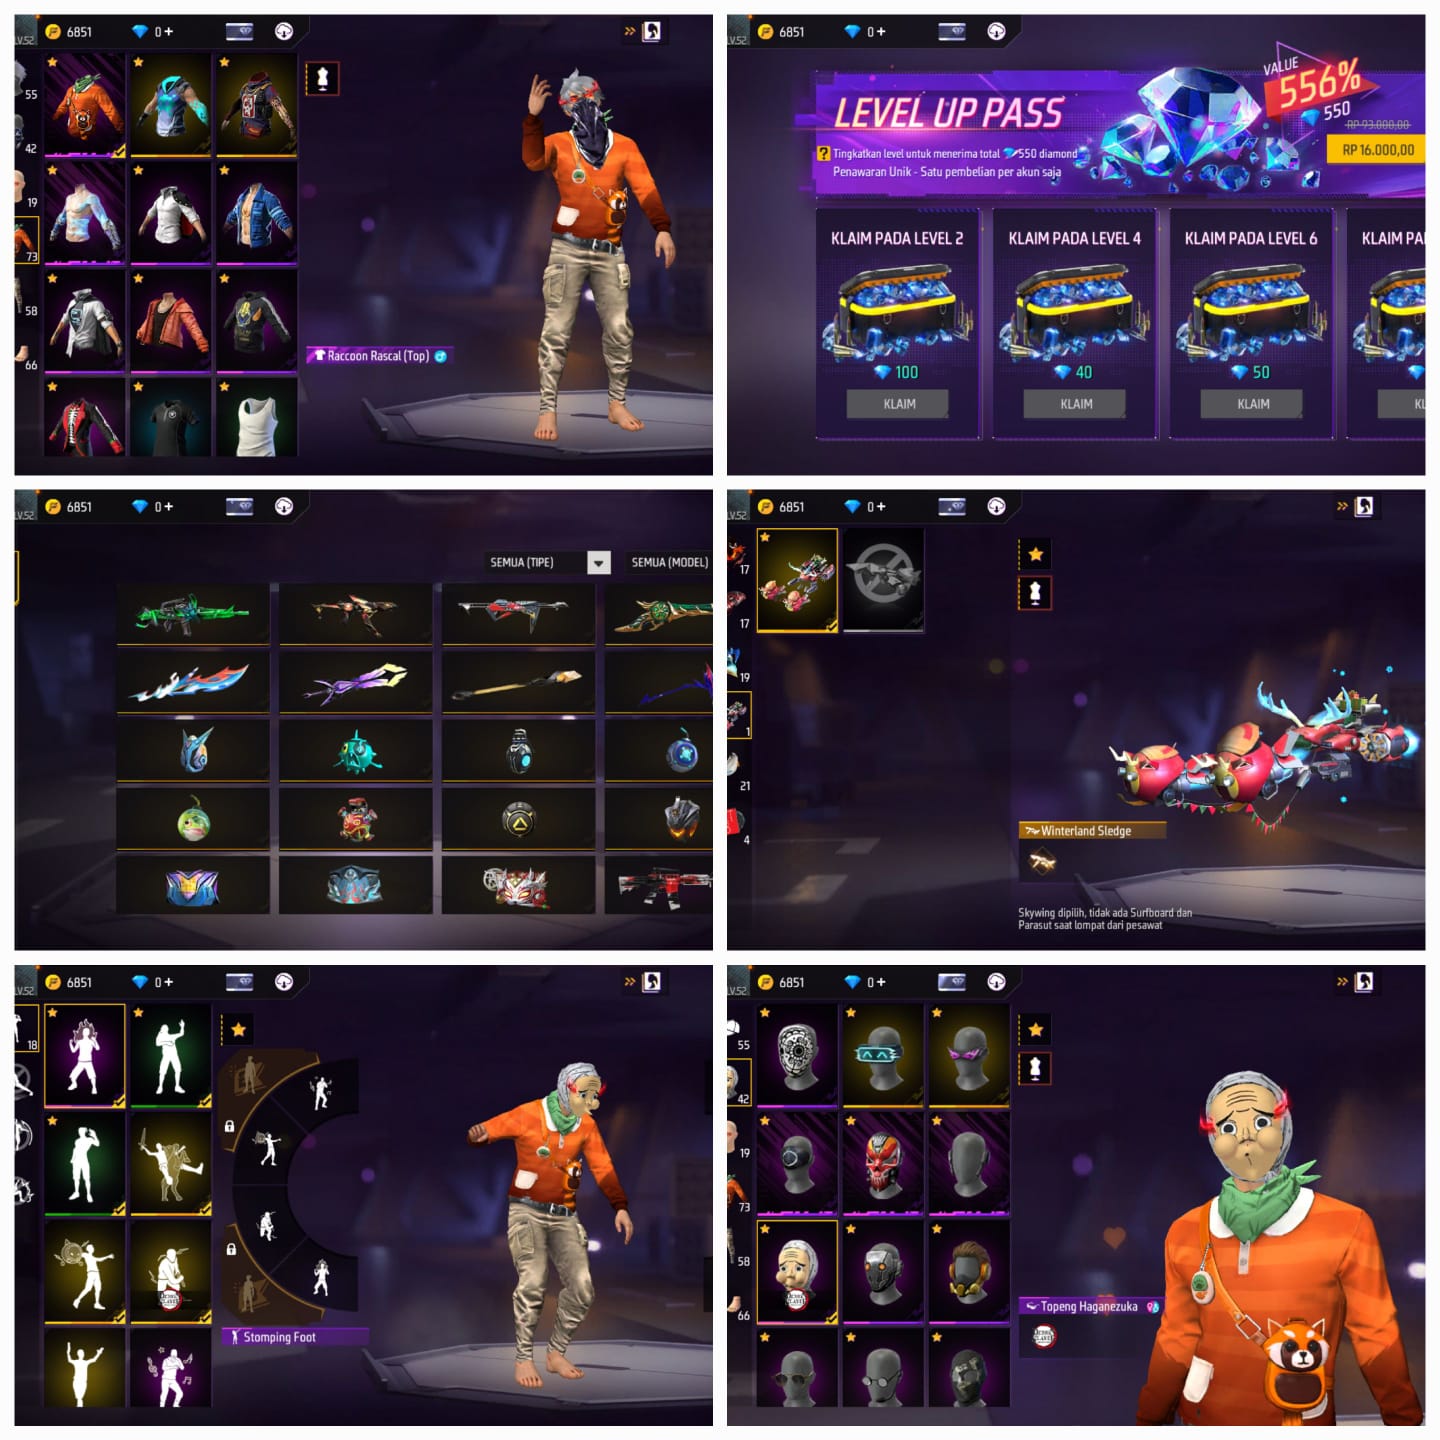 LV.52
6851
0+
55
42
19
73
58
66
Raccoon Rascal (Top)
LV.52
6851
0+
LEVEL UP PASS
VALUE
556%
550
RP 93.000,00
RP 16.000,00
? Tingkatkan level untuk menerima total 550 diamond
Penawaran Unik - Satu pembelian per akun saja
KLAIM PADA LEVEL 2
KLAIM PADA LEVEL 4
KLAIM PADA LEVEL 6
KLAIM PA
100
40
50
KLAIM
KLAIM
KLAIM
KL
LV.52
6851
0+
SEMUA (TIPE)
SEMUA (MODEL)
LV.52
6851
0+
17
17
19
1
21
4
Winterland Sledge
Skywing dipilih, tidak ada Surfboard dan
Parasut saat lompat dari pesawat
LV.52
6851
0+
18
Stomping Foot
LV.52
6851
0+
55
42
19
73
58
66
Topeng Haganezuka